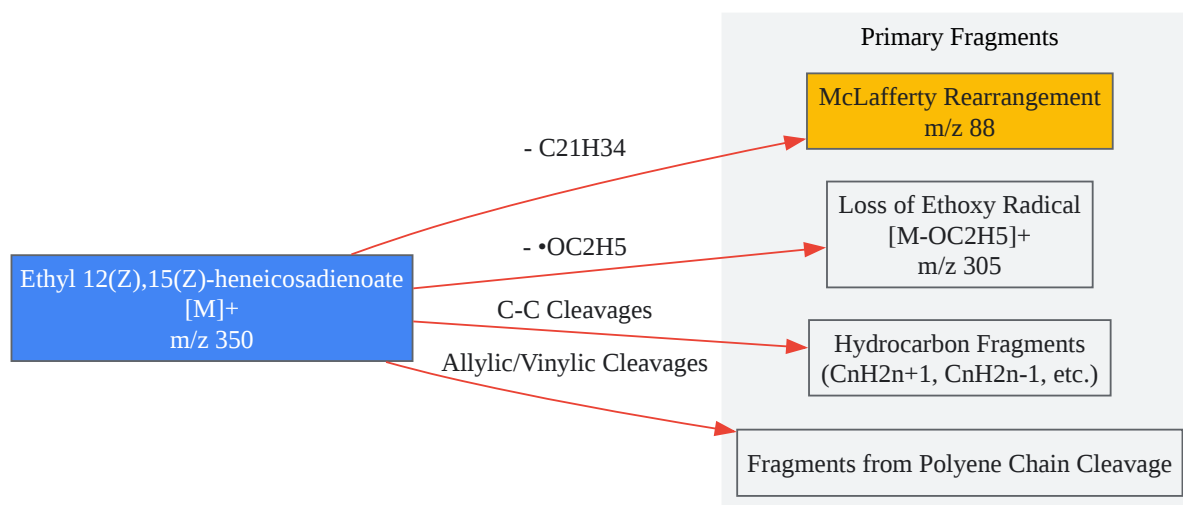 Primary Fragments
McLafferty Rearrangement
m/z 88
- C21H34
Loss of Ethoxy Radical
[M-OC2H5]+
m/z 305
- •OC2H5
Ethyl 12(Z),15(Z)-heneicosadienoate
[M]+
m/z 350
C-C Cleavages
Hydrocarbon Fragments
(CnH2n+1, CnH2n-1, etc.)
Allylic/Vinylic Cleavages
Fragments from Polyene Chain Cleavage